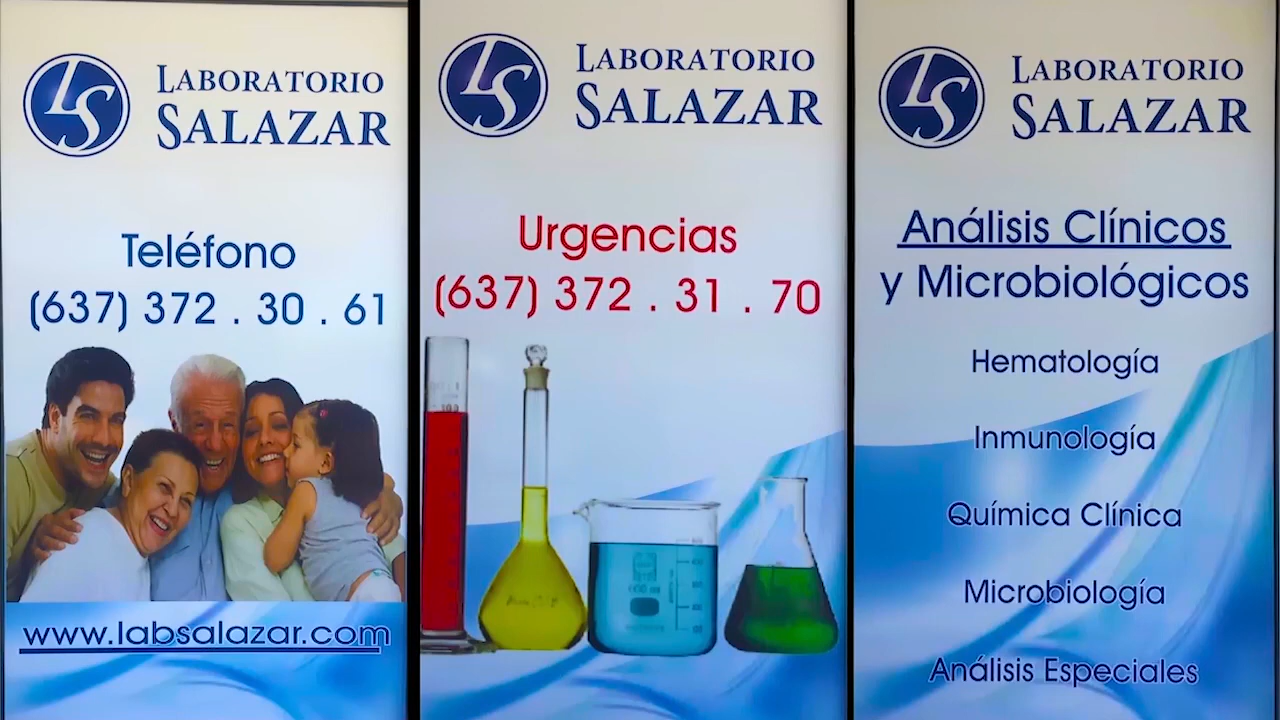 LS
LABORATORIO
SALAZAR
Teléfono
(637) 372 . 30 . 61
www.labsalazar.com
LS
LABORATORIO
SALAZAR
Urgencias
(637) 372 . 31 . 70
LS
LABORATORIO
SALAZAR
Análisis Clínicos
y Microbiológicos
Hematología
Inmunología
Química Clínica
Microbiología
Análisis Especiales